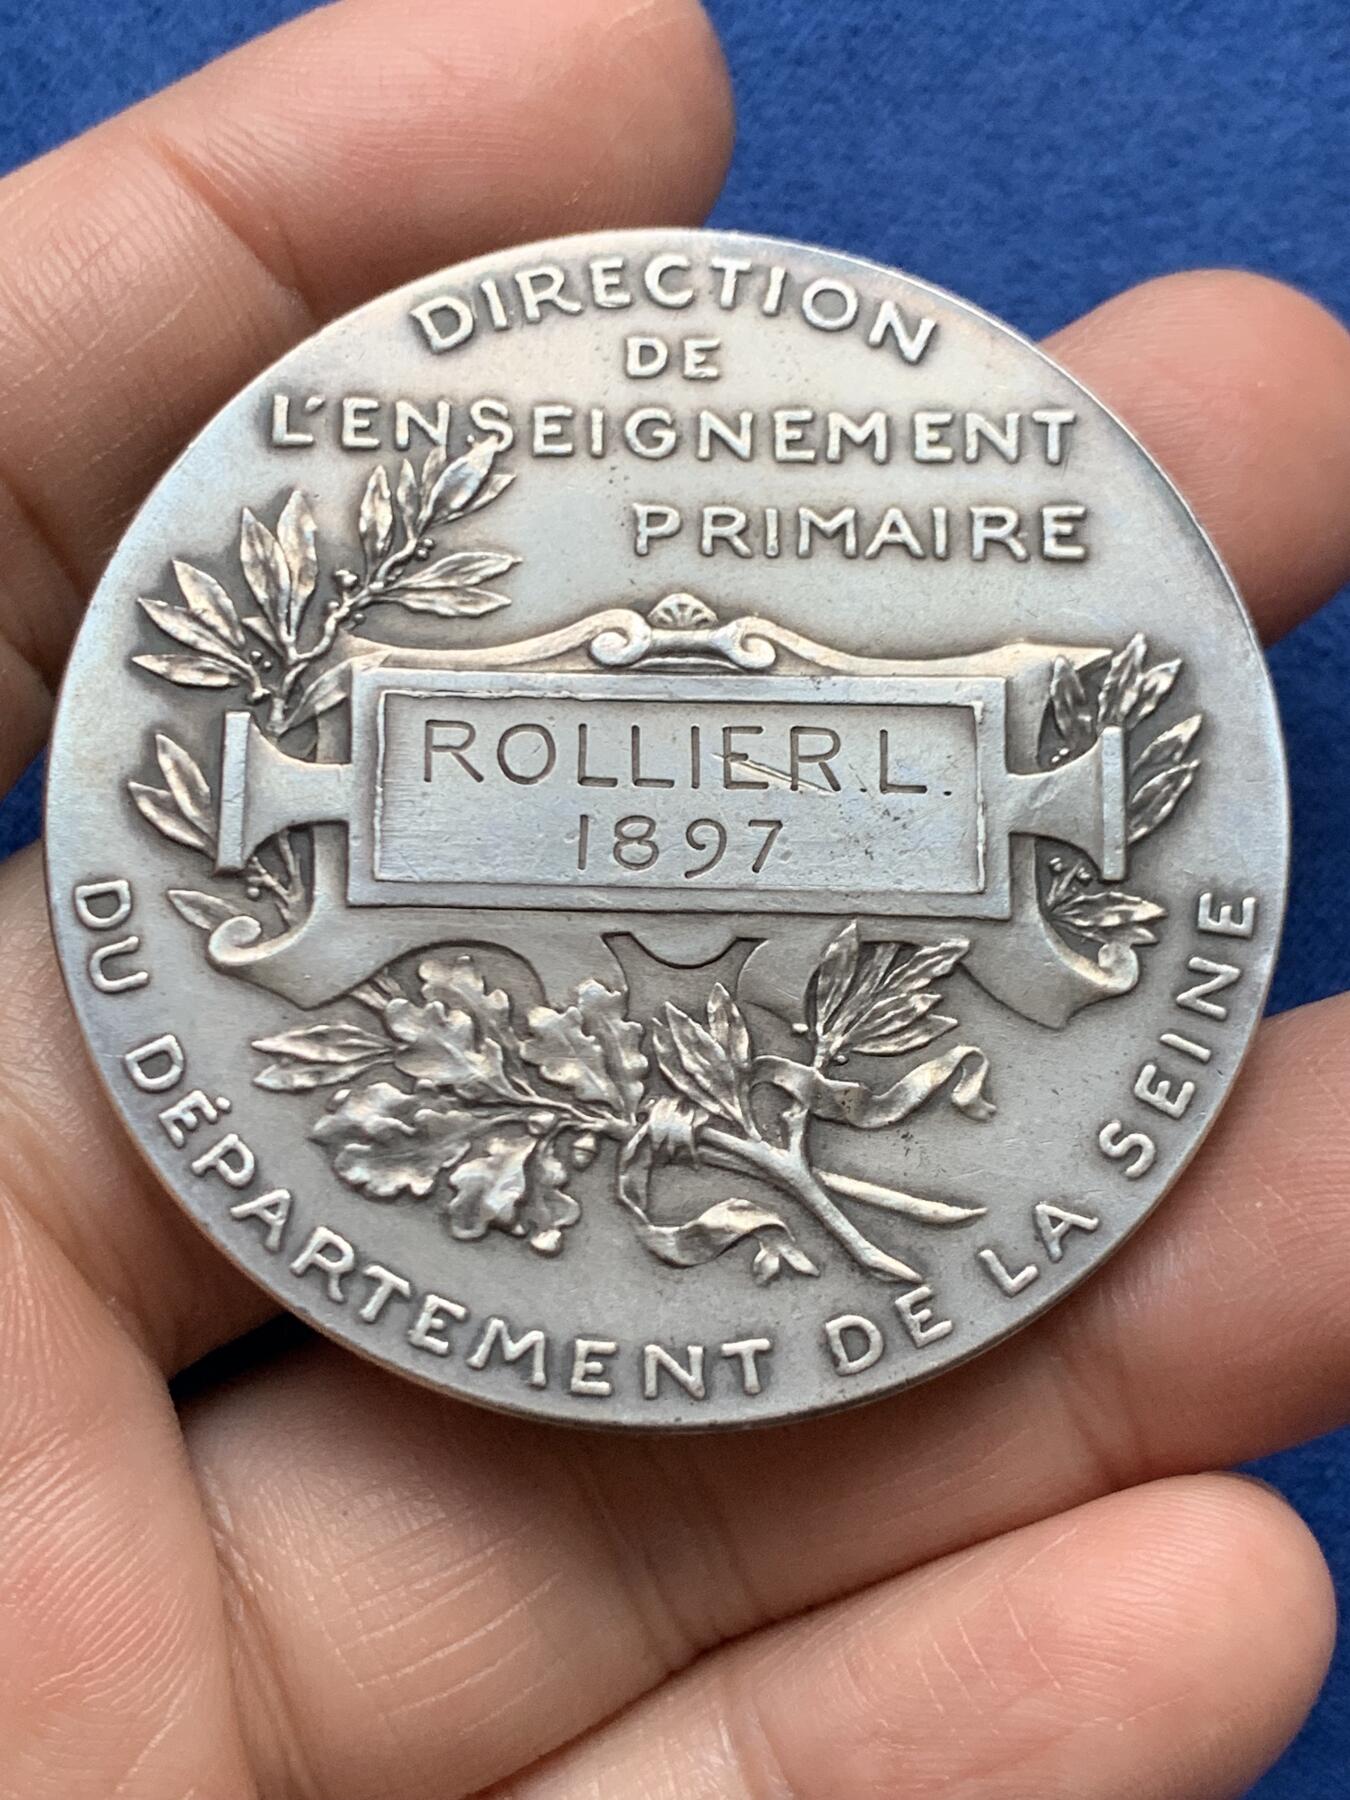 DIRECTION
DE
L'ENSEIGNEMENT
PRIMAIRE
ROLLIER.L.
1897
DU DÉPARTEMENT DE LA SEINE